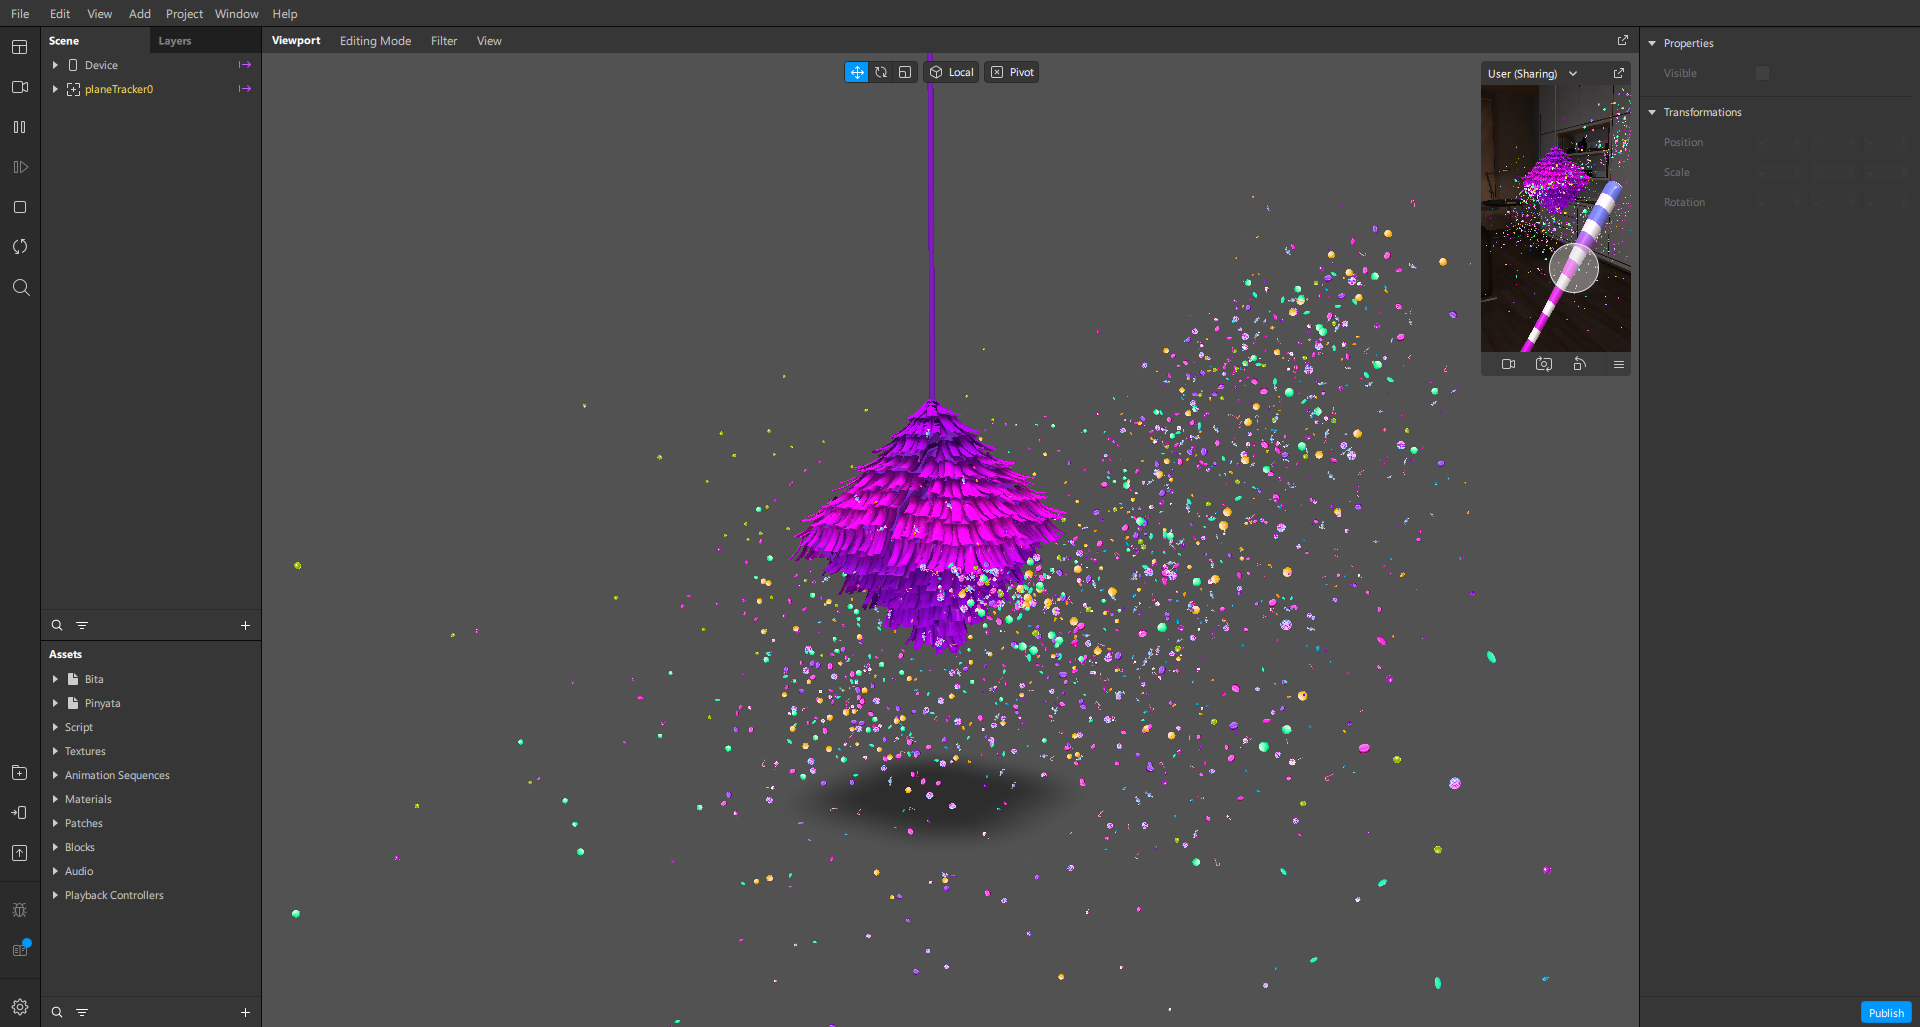 File Edit View Add Project Window Help
Scene Layers
Device
planeTracker0
Viewport Editing Mode Filter View
Local Pivot
User (Sharing)
Properties
Visible
Transformations
Position
Scale
Rotation
Assets
Bita
Pinyata
Script
Textures
Animation Sequences
Materials
Patches
Blocks
Audio
Playback Controllers
Publish